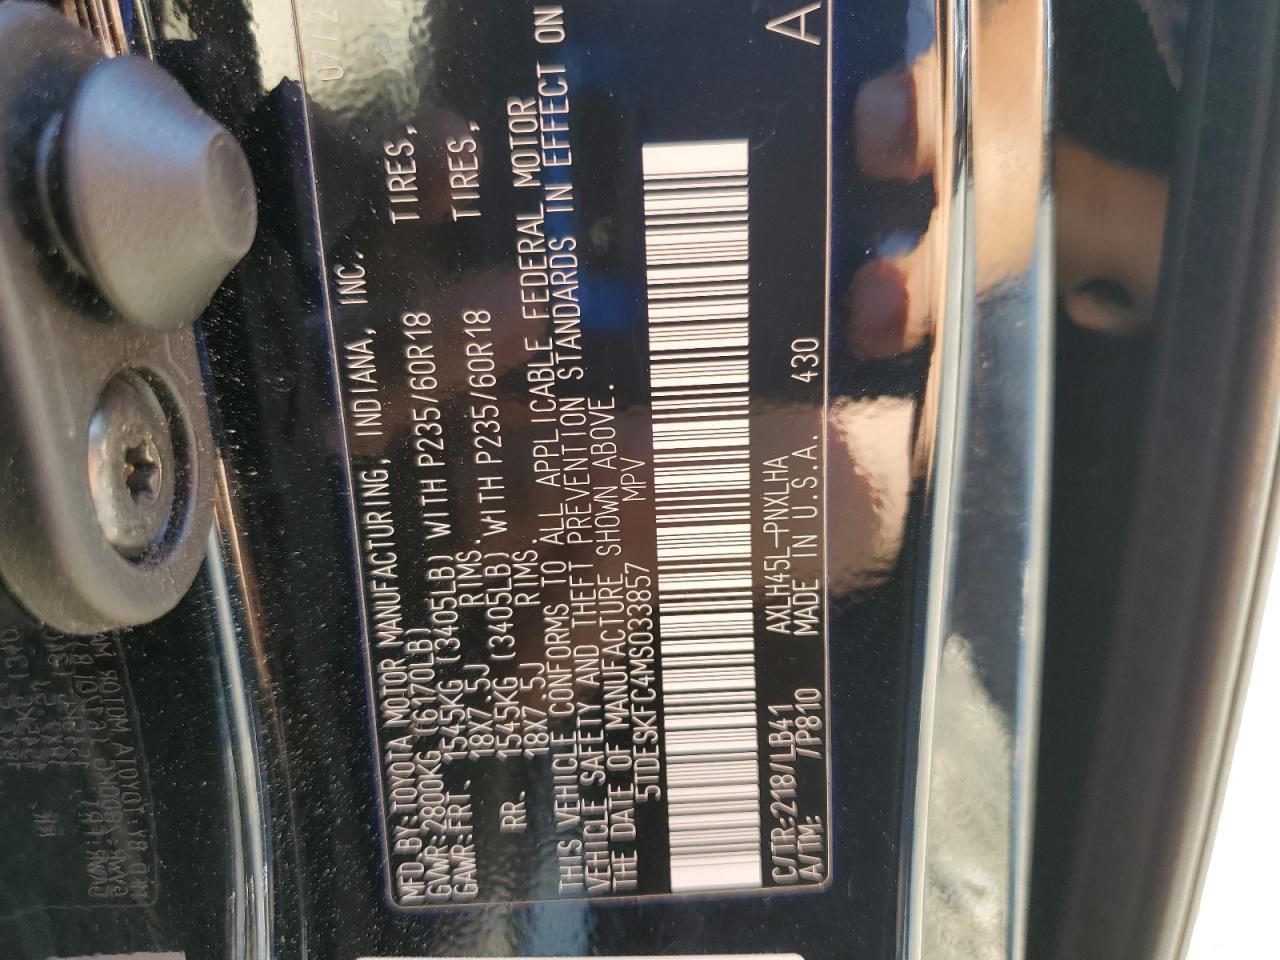 MFD. BY: TOYOTA MOTOR MANUFACTURING, INDIANA, INC. 07/2
GVWR: 2800KG (6170LB)
GAWR: FRT. 1545KG (3405LB) WITH P235/60R18 TIRES,
18X7.5J RIMS.
RR. 1545KG (3405LB) WITH P235/60R18 TIRES,
18X7.5J RIMS.
THIS VEHICLE CONFORMS TO ALL APPLICABLE FEDERAL MOTOR
VEHICLE SAFETY AND THEFT PREVENTION STANDARDS IN EFFECT ON
THE DATE OF MANUFACTURE SHOWN ABOVE.
5TDESKFC4MS033857 MPV
C/TR: 218/LB41 AXLH45L-PNXLHA
A/TM: /P810 MADE IN U.S.A. 430 A